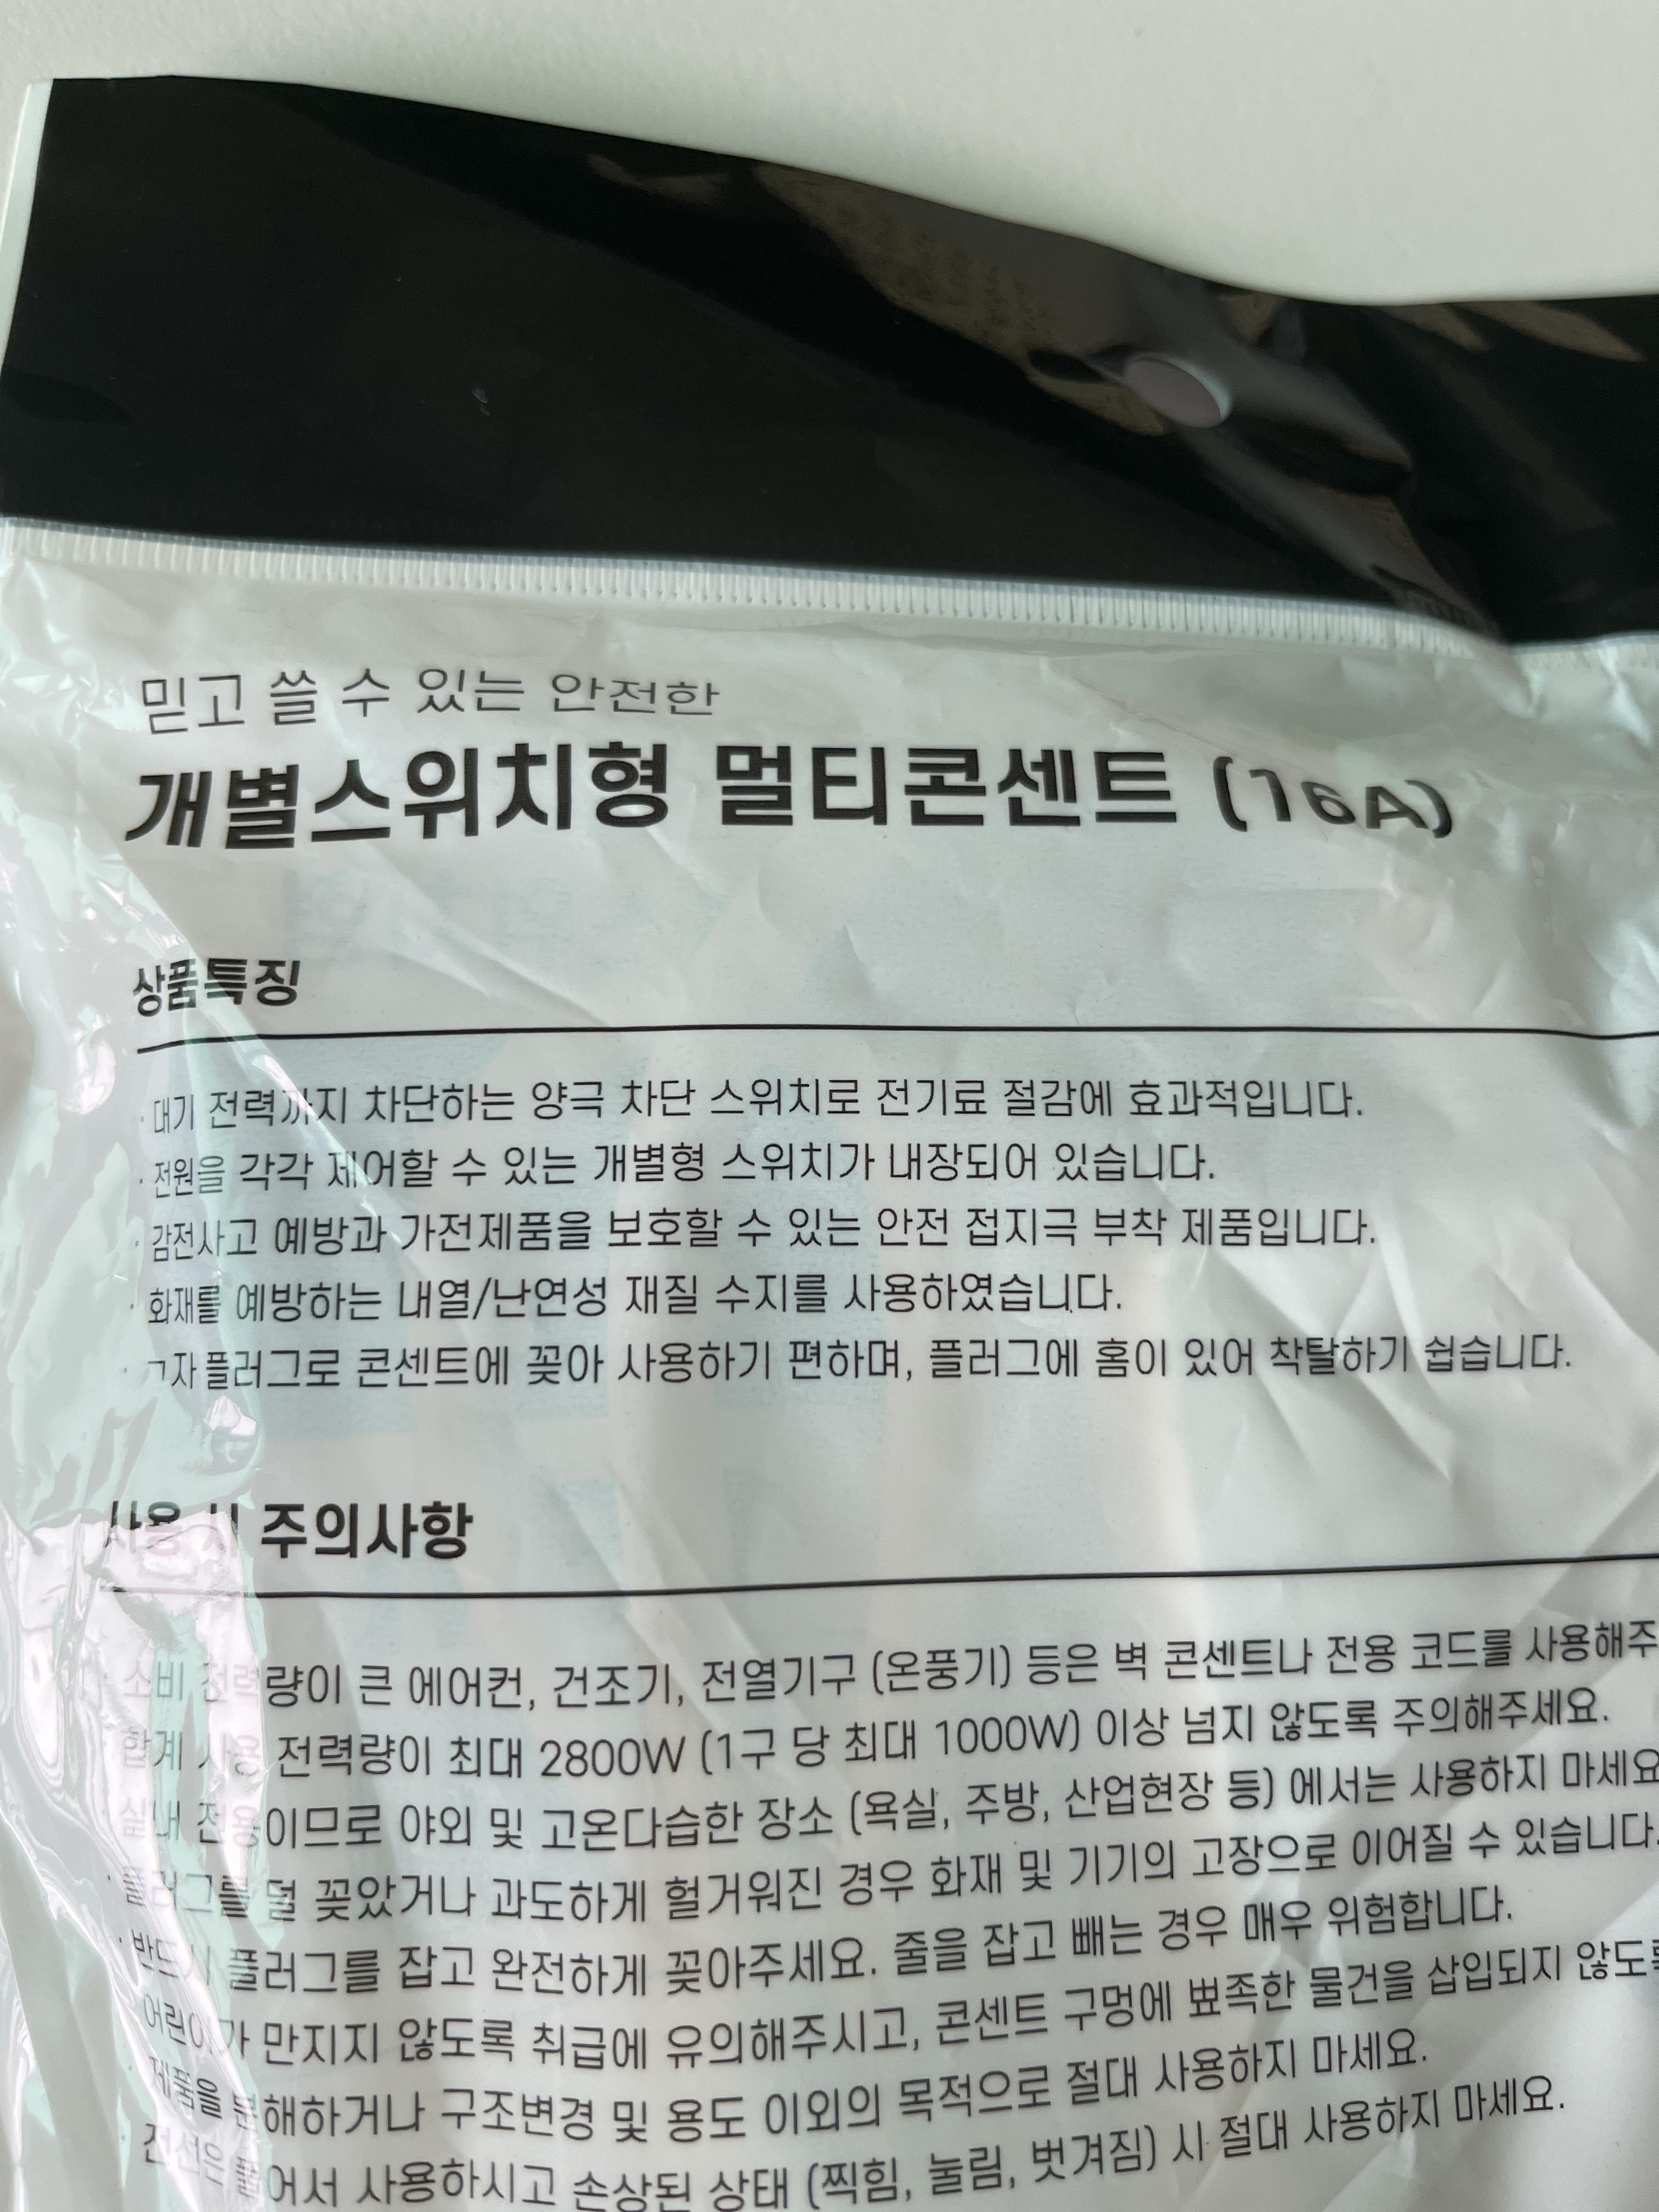 믿고 쓸 수 있는 안전한
개별스위치형 멀티콘센트 (16A)
상품특징
· 대기 전력까지 차단하는 양극 차단 스위치로 전기료 절감에 효과적입니다.
· 전원을 각각 제어할 수 있는 개별형 스위치가 내장되어 있습니다.
· 감전사고 예방과 가전제품을 보호할 수 있는 안전 접지극 부착 제품입니다.
· 화재를 예방하는 내열/난연성 재질 수지를 사용하였습니다.
· ㄱ자 플러그로 콘센트에 꽂아 사용하기 편하며, 플러그에 홈이 있어 착탈하기 쉽습니다.
사용 시 주의사항
· 소비 전력량이 큰 에어컨, 건조기, 전열기구 (온풍기) 등은 벽 콘센트나 전용 코드를 사용해주
· 합계 사용 전력량이 최대 2800W (1구 당 최대 1000W) 이상 넘지 않도록 주의해주세요.
· 실내 전용이므로 야외 및 고온다습한 장소 (욕실, 주방, 산업현장 등) 에서는 사용하지 마세요
· 플러그를 덜 꽂았거나 과도하게 헐거워진 경우 화재 및 기기의 고장으로 이어질 수 있습니다.
· 반드시 플러그를 잡고 완전하게 꽂아주세요. 줄을 잡고 빼는 경우 매우 위험합니다.
어린이가 만지지 않도록 취급에 유의해주시고, 콘센트 구멍에 뾰족한 물건을 삽입되지 않도록
· 제품을 분해하거나 구조변경 및 용도 이외의 목적으로 절대 사용하지 마세요.
· 전선은 풀어서 사용하시고 손상된 상태 (찍힘, 눌림, 벗겨짐) 시 절대 사용하지 마세요.